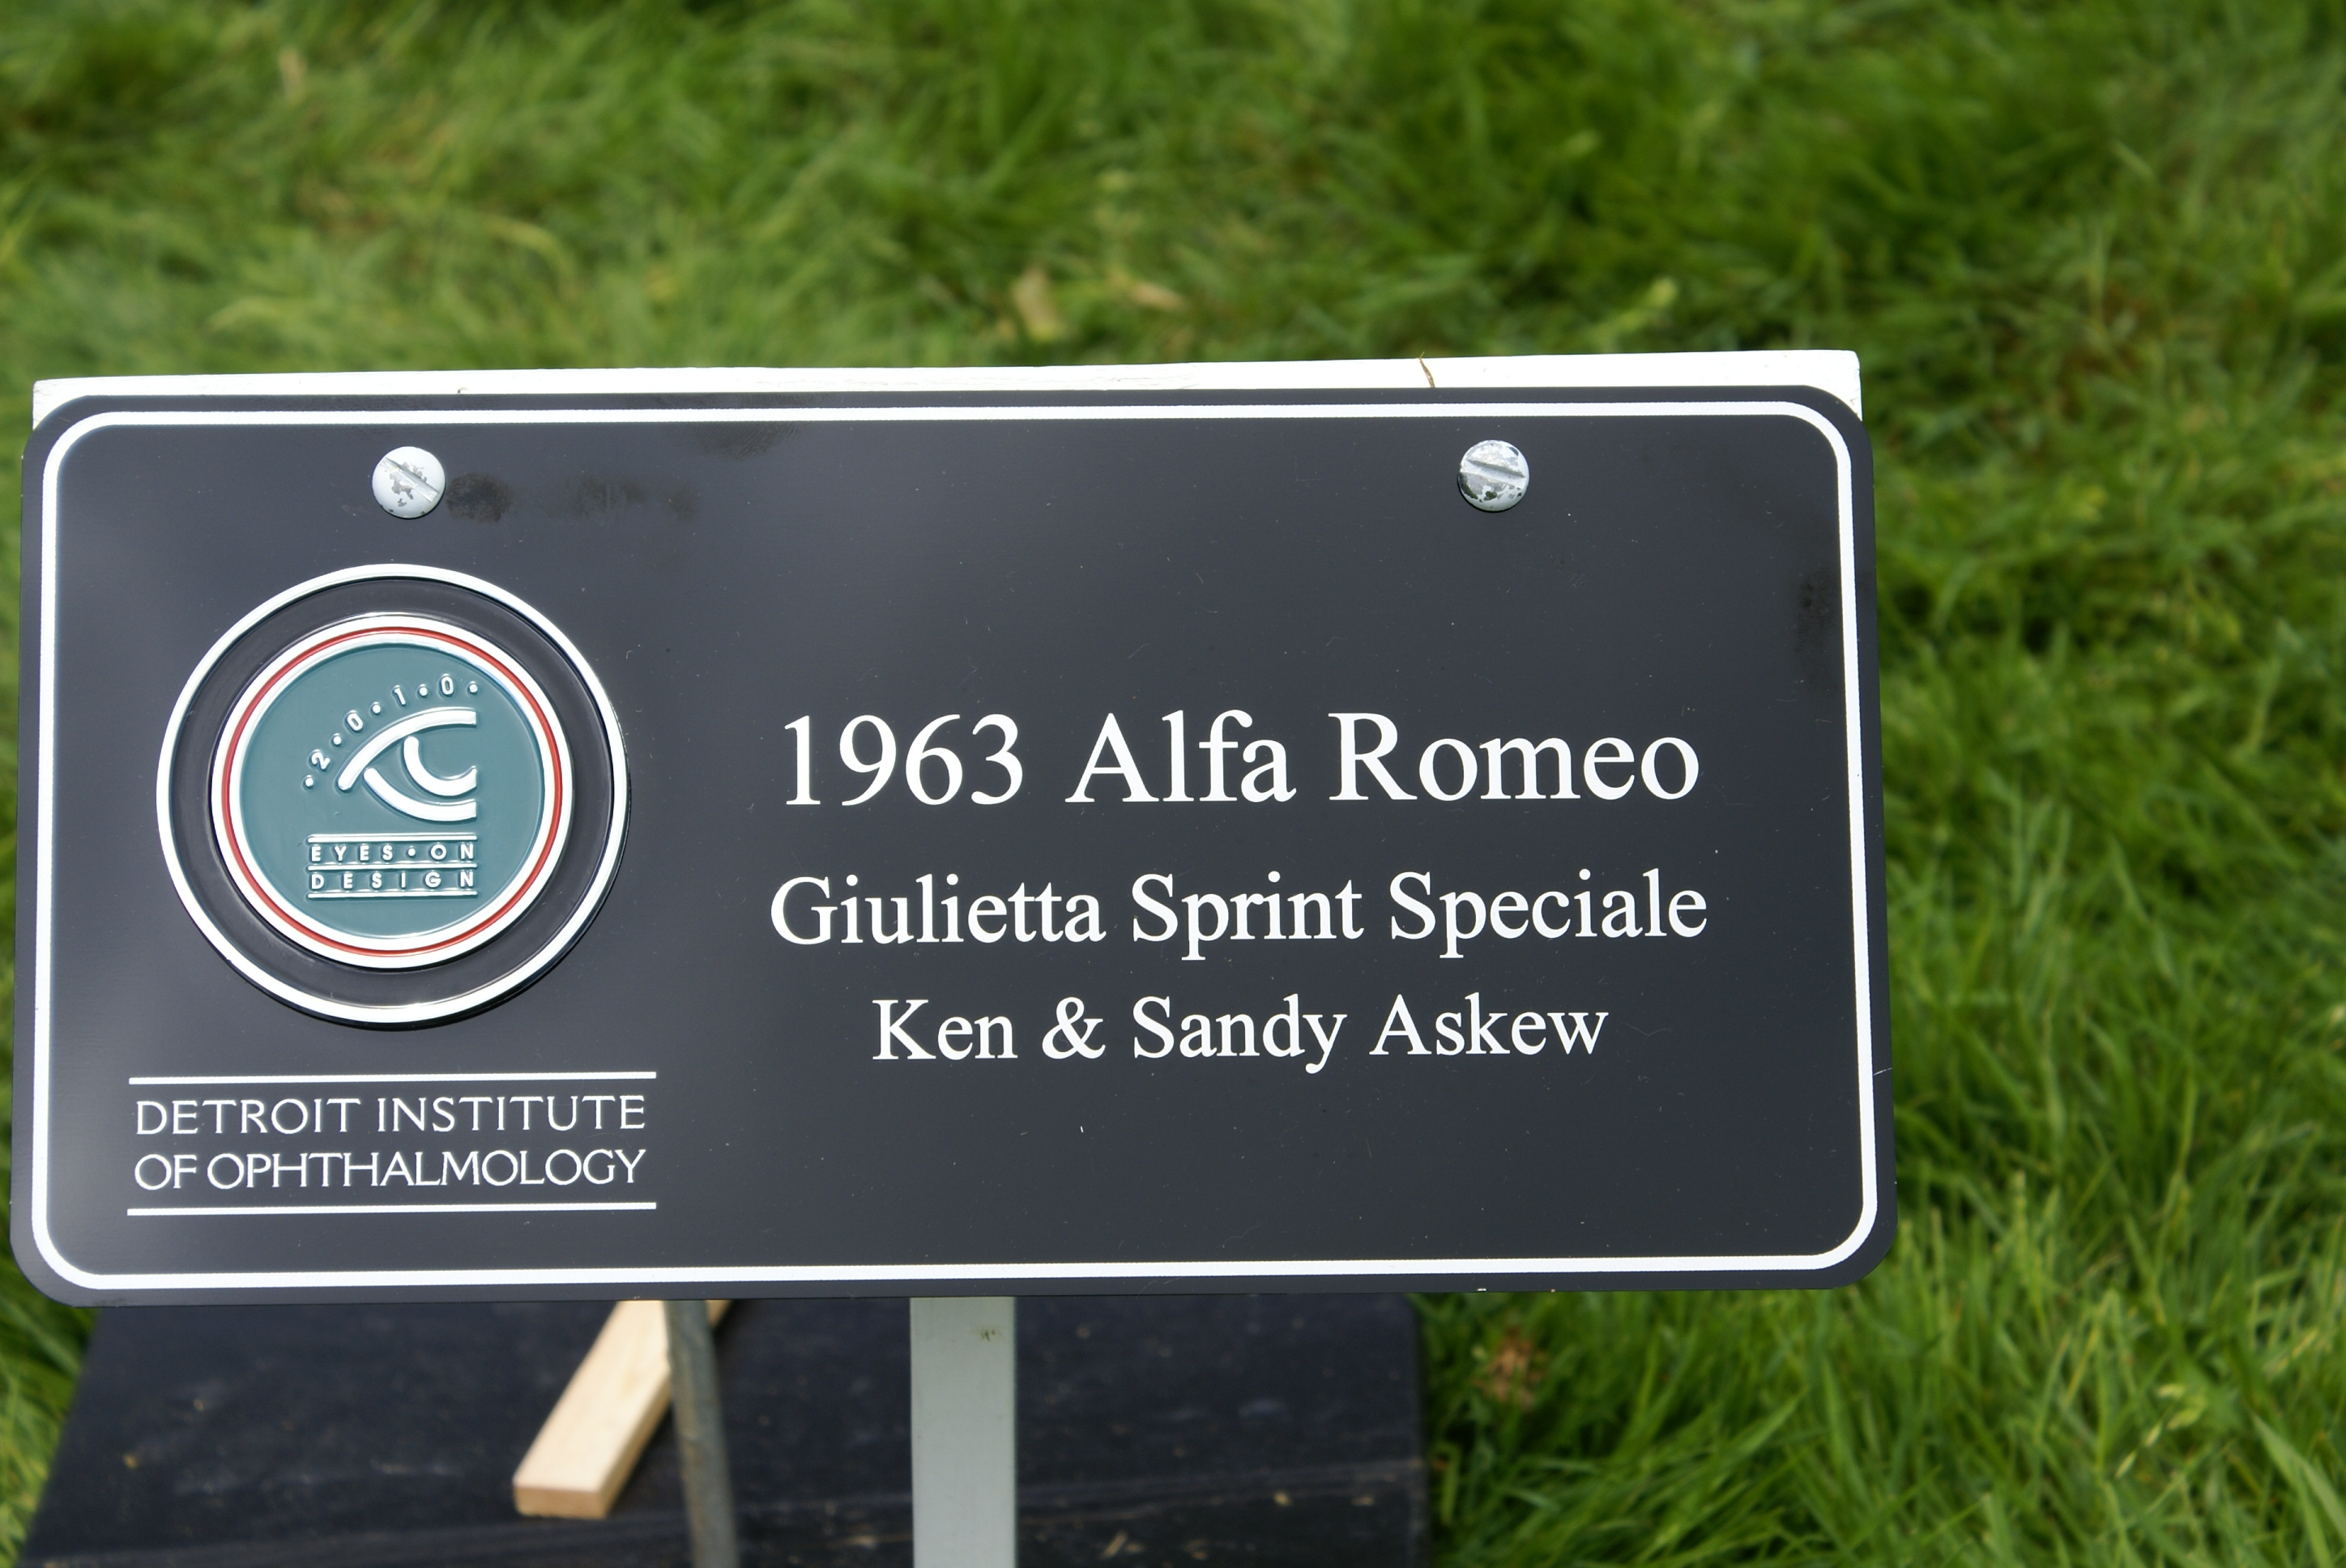 •2•0•1•0•
EYES•ON
DESIGN
DETROIT INSTITUTE
OF OPHTHALMOLOGY
1963 Alfa Romeo
Giulietta Sprint Speciale
Ken & Sandy Askew